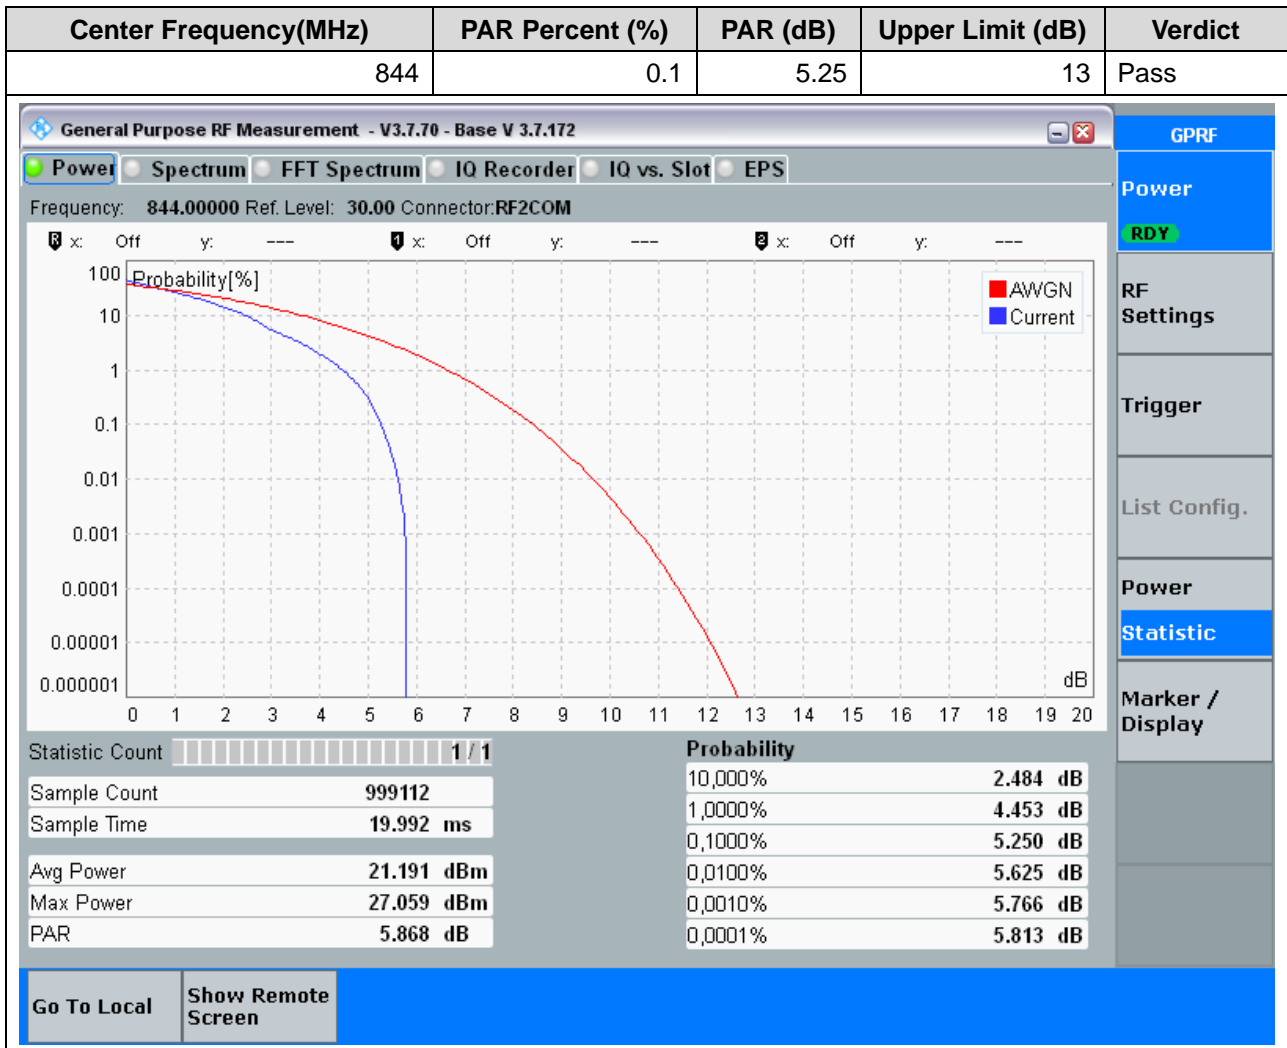 Center Frequency(MHz) PAR Percent (%) PAR (dB) Upper Limit (dB) Verdict
844 0.1 5.25 13 Pass
General Purpose RF Measurement - V3.7.70 - Base V 3.7.172
GPRF
Power Spectrum FFT Spectrum IQ Recorder IQ vs. Slot EPS
Power
RDY
Frequency: 844.00000 Ref. Level: 30.00 Connector:RF2COM
R x: Off y: --- 1 x: Off y: --- 2 x: Off y: ---
Probability[%]
AWGN
Current
100
10
1
0.1
0.01
0.001
0.0001
0.00001
0.000001
dB
0 1 2 3 4 5 6 7 8 9 10 11 12 13 14 15 16 17 18 19 20
RF
Settings
Trigger
List Config.
Power
Statistic
Marker /
Display
Statistic Count 1 / 1
Sample Count 999112
Sample Time 19.992 ms
Avg Power 21.191 dBm
Max Power 27.059 dBm
PAR 5.868 dB
Probability
10,000% 2.484 dB
1,0000% 4.453 dB
0,1000% 5.250 dB
0,0100% 5.625 dB
0,0010% 5.766 dB
0,0001% 5.813 dB
Go To Local
Show Remote
Screen